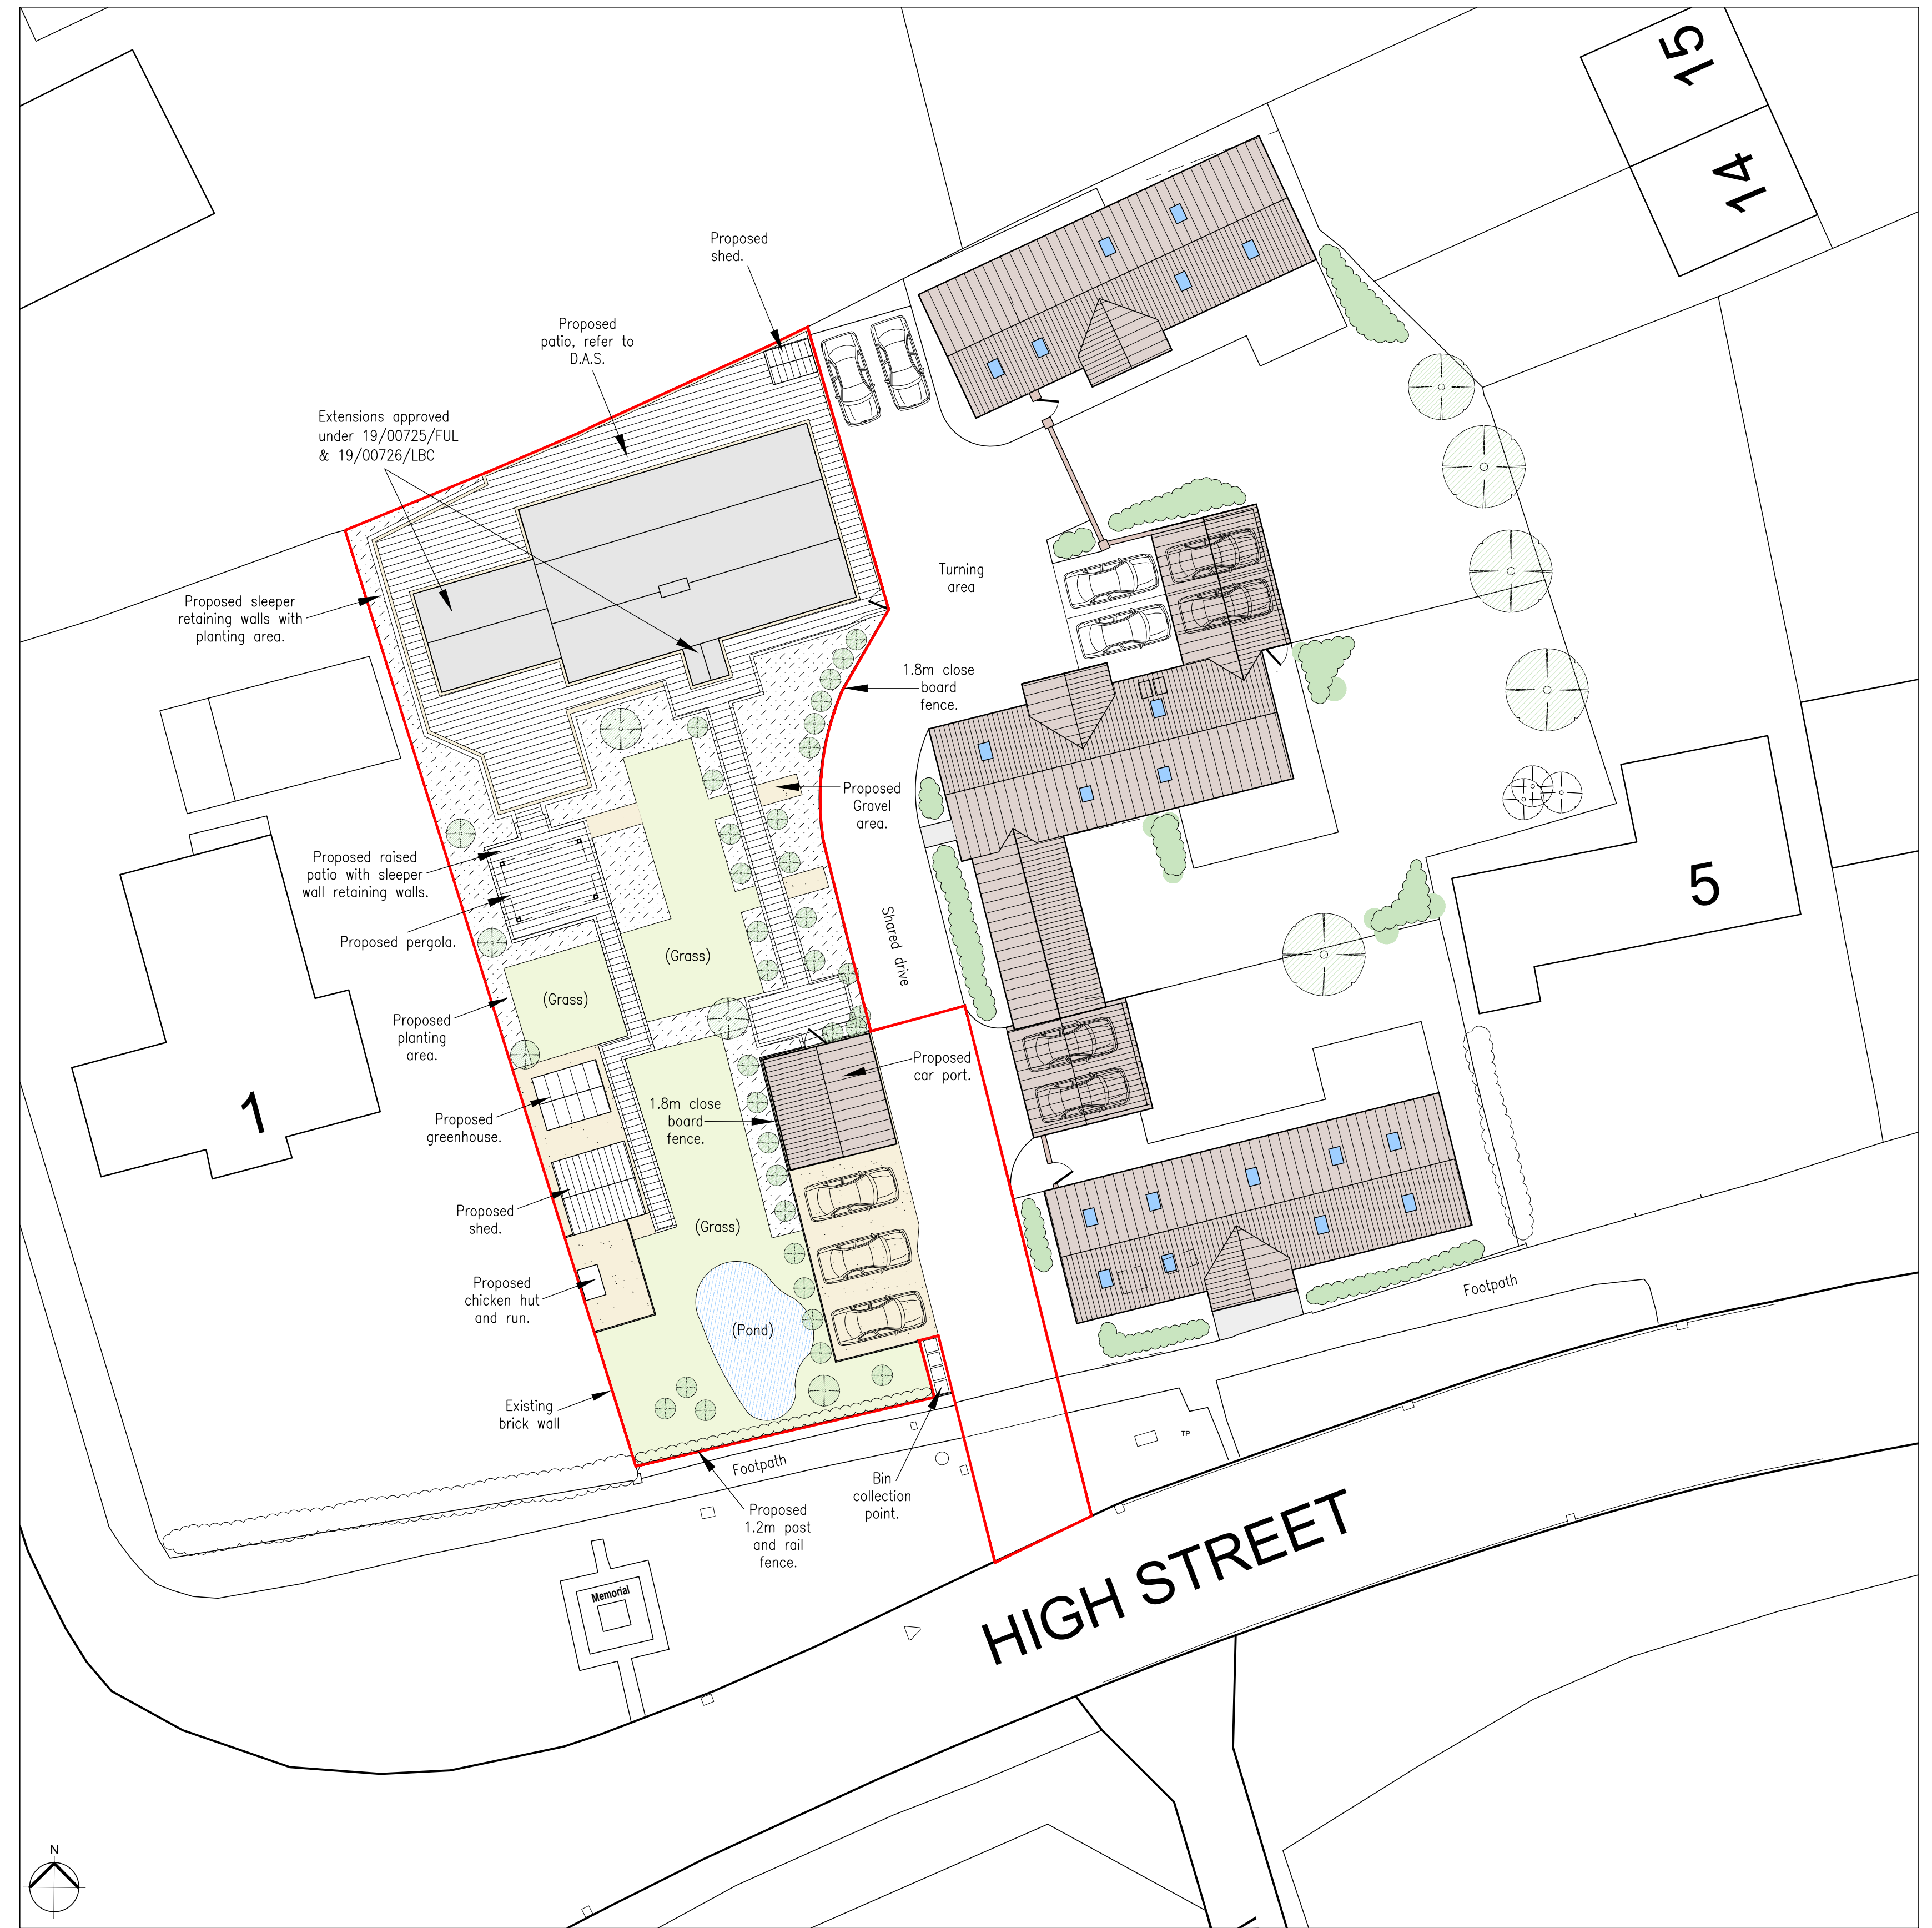 15
14
Proposed
shed.
Proposed
patio, refer to
D.A.S.
Extensions approved
under 19/00725/FUL
& 19/00726/LBC
Turning
area
Proposed sleeper
retaining walls with
planting area.
1.8m close
board
fence.
Proposed
Gravel
area.
Proposed raised
patio with sleeper
wall retaining walls.
5
Proposed pergola.
(Grass)
Shared drive
(Grass)
Proposed
planting
area.
Proposed
car port.
1
1.8m close
board
fence.
Proposed
greenhouse.
Proposed
shed.
(Grass)
Proposed
chicken hut
and run.
Footpath
(Pond)
Existing
brick wall
TP
Footpath
Bin
collection
point.
Proposed
1.2m post
and rail
fence.
HIGH STREET
Memorial
N